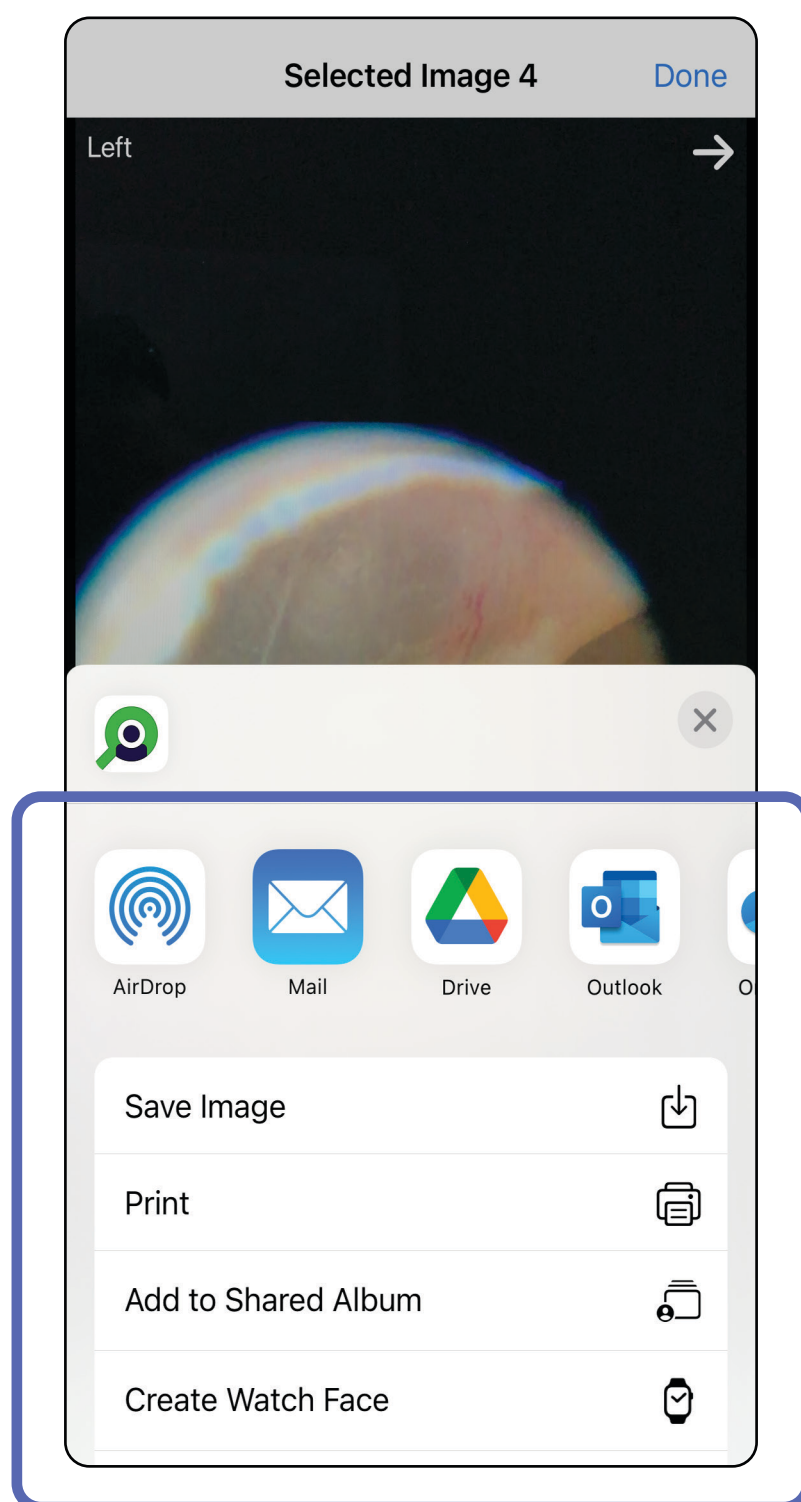 Selected Image 4 Done
Left
AirDrop Mail Drive Outlook O
Save Image
Print
Add to Shared Album
Create Watch Face